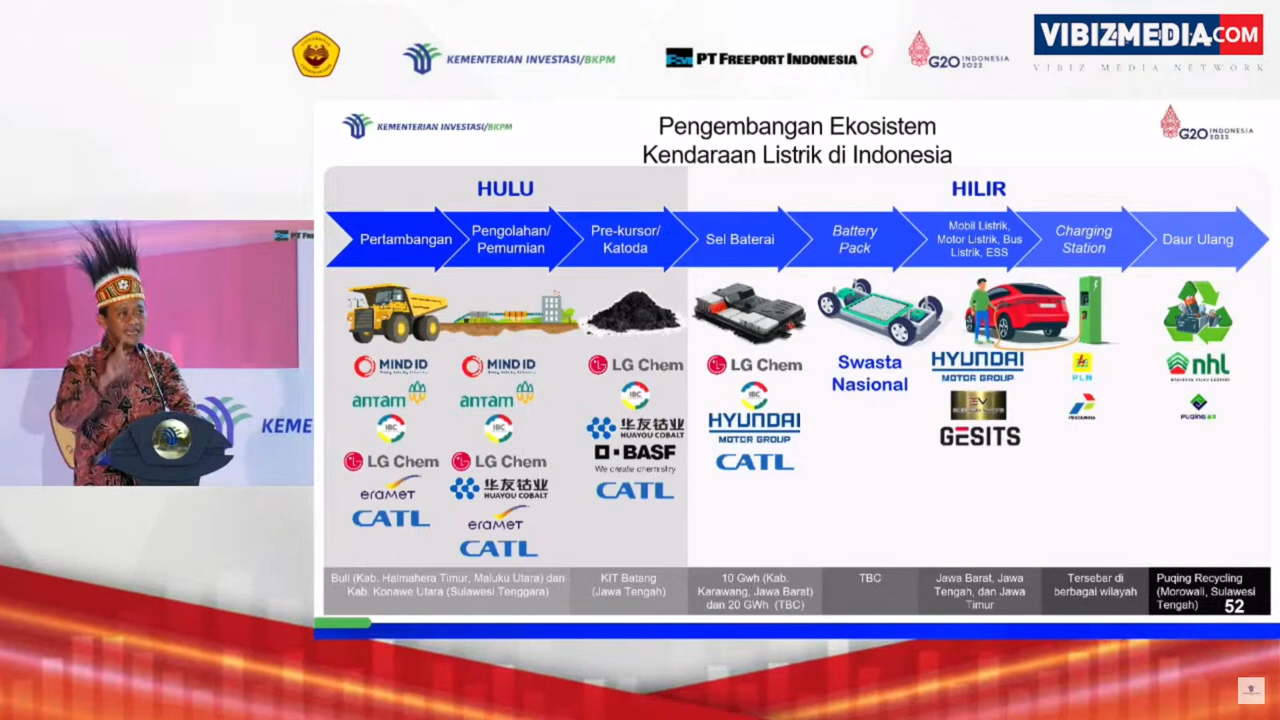 KEMENTERIAN INVESTASI/BKPM
PT FREEPORT INDONESIA
G20 INDONESIA 2022
VIBIZMEDIA.COM
VIBIZ MEDIA NETWORK
KEMENTERIAN INVESTASI/BKPM
Pengembangan Ekosistem
Kendaraan Listrik di Indonesia
G20 INDONESIA 2022
HULU
HILIR
Pertambangan
Pengolahan/
Pemurnian
Pre-kursor/
Katoda
Sel Baterai
Battery
Pack
Mobil Listrik,
Motor Listrik, Bus
Listrik, ESS
Charging
Station
Daur Ulang
MIND ID
antam
IBC
LG Chem
eramet
CATL
MIND ID
antam
IBC
LG Chem
华友钴业
HUAYOU COBALT
eramet
CATL
LG Chem
IBC
华友钴业
HUAYOU COBALT
BASF
We create chemistry
CATL
LG Chem
IBC
HYUNDAI
MOTOR GROUP
CATL
Swasta
Nasional
HYUNDAI
MOTOR GROUP
GESITS
PLN
PERTAMINA
nhl
PUQING
Buli (Kab. Halmahera Timur, Maluku Utara) dan
Kab. Konawe Utara (Sulawesi Tenggara)
KIT Batang
(Jawa Tengah)
10 Gwh (Kab.
Karawang, Jawa Barat)
dan 20 GWh (TBC)
TBC
Jawa Barat, Jawa
Tengah, dan Jawa
Timur
Tersebar di
berbagai wilayah
Puqing Recycling
(Morowali, Sulawesi
Tengah)
52
PT Fre
KEME